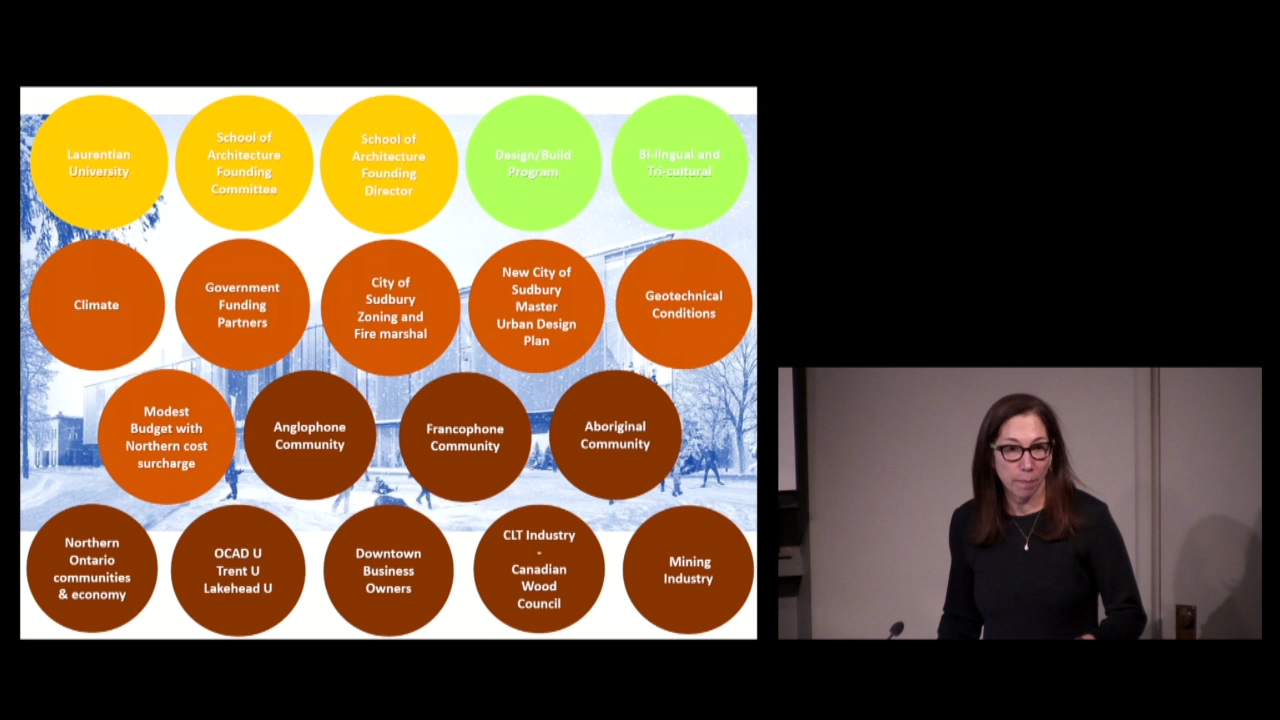 Laurentian
University
School of
Architecture
Founding
Committee
School of
Architecture
Founding
Director
Design/Build
Program
Bi-lingual and
Tri-cultural
Climate
Government
Funding
Partners
City of
Sudbury
Zoning and
Fire marshal
New City of
Sudbury
Master
Urban Design
Plan
Geotechnical
Conditions
Modest
Budget with
Northern cost
surcharge
Anglophone
Community
Francophone
Community
Aboriginal
Community
Northern
Ontario
communities
& economy
OCAD U
Trent U
Lakehead U
Downtown
Business
Owners
CLT Industry
-
Canadian
Wood
Council
Mining
Industry